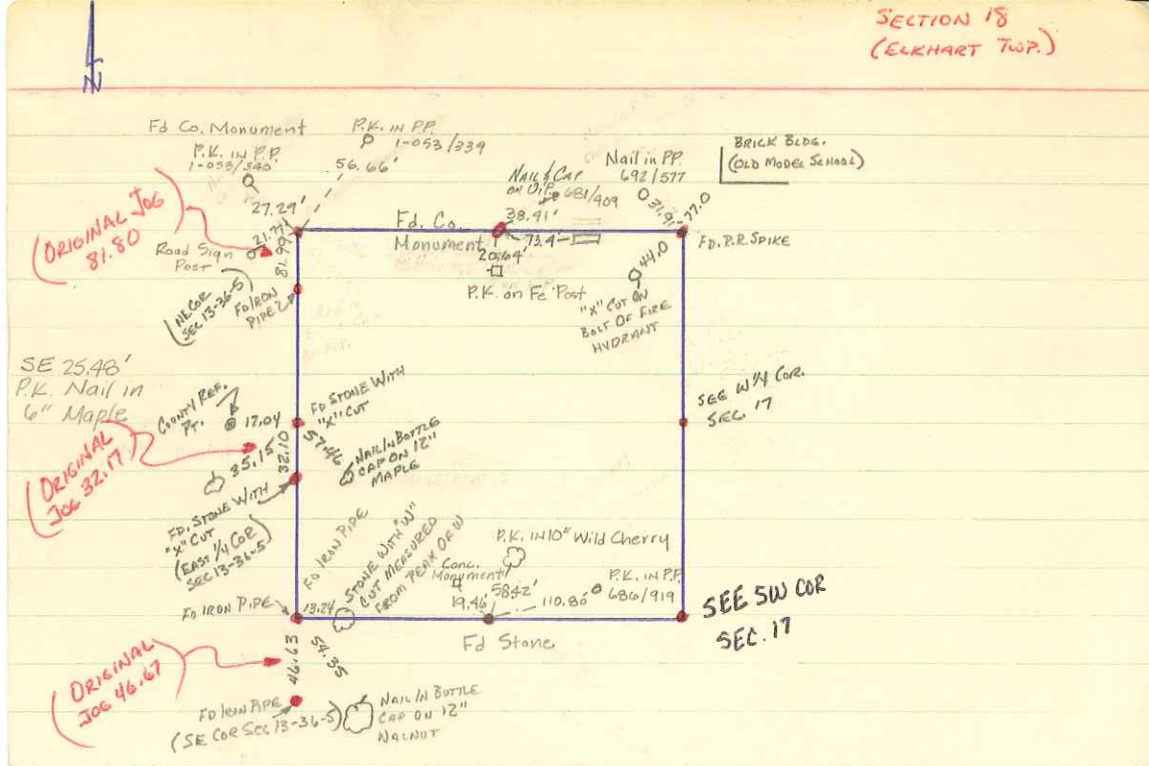 SECTION 18
(ELKHART TWP.)
N
Fd Co. Monument
P.K. IN P.P.
1-053/340'
P.K. IN P.P.
1-053/339
56.66'
27.29'
21.77'
81.99'
(ORIGINAL JOG
81.80
Road Sign
Post
(NE COR
SEC 13-36-5)
FD IRON
PIPE
Fd. Co.
Monument
NAIL & CAP
ON U.P. 681/409
38.41'
73.4
20.64'
P.K. on Fe Post
Nail in PP
692/577
31.91'
77.0
BRICK BLDG.
(OLD MODEL SCHOOL)
FD. R.R. SPIKE
44.0
"X" CUT ON
BOLT OF FIRE
HYDRANT
SE 25.48'
P.K. Nail in
6" Maple
COUNTY REF.
PT.
17.04
FD STONE WITH
"X" CUT
57.46
NAIL IN BOTTLE
CAP ON 12"
MAPLE
SEE W 1/4 COR.
SEC 17
(ORIGINAL
JOG 32.17
35.15
32.10
FD. STONE WITH
"X" CUT
(EAST 1/4 COR
SEC 13-36-5)
FD IRON PIPE
STONE WITH "W"
CUT MEASURED
FROM PEAK OF W
P.K. IN 10" Wild Cherry
Conc.
Monument
58.42'
19.46'
110.80'
P.K. IN P.P.
686/919
FD IRON PIPE
13.24
Fd Stone
SEE SW COR
SEC. 17
46.63
54.35
(ORIGINAL
JOG 46.67
FD IRON PIPE
(SE COR SEC 13-36-5)
NAIL IN BOTTLE
CAP ON 12"
WALNUT